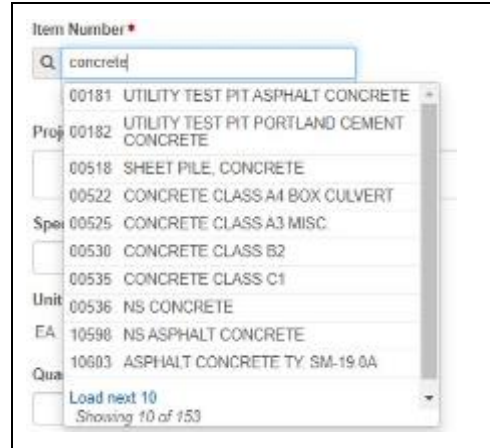 Item Number*
concrete
00181 UTILITY TEST PIT ASPHALT CONCRETE
Proj
00182 UTILITY TEST PIT PORTLAND CEMENT
CONCRETE
00518 SHEET PILE, CONCRETE
00522 CONCRETE CLASS A4 BOX CULVERT
Spe
00525 CONCRETE CLASS A3 MISC
00530 CONCRETE CLASS B2
00535 CONCRETE CLASS C1
Unit
00536 NS CONCRETE
EA
10598 NS ASPHALT CONCRETE
10603 ASPHALT CONCRETE TY. SM-19.0A
Qua
Load next 10
Showing 10 of 153